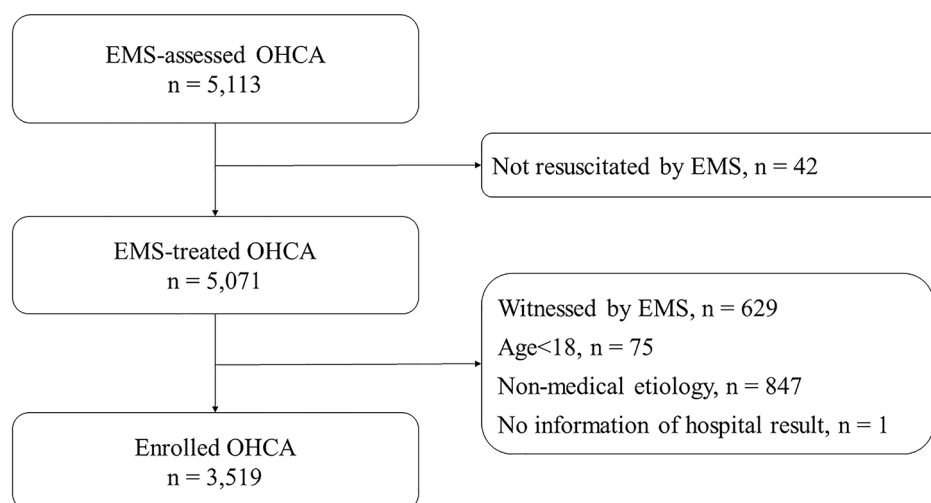 EMS-assessed OHCA
n = 5,113
Not resuscitated by EMS, n = 42
EMS-treated OHCA
n = 5,071
Witnessed by EMS, n = 629
Age<18, n = 75
Non-medical etiology, n = 847
No information of hospital result, n = 1
Enrolled OHCA
n = 3,519